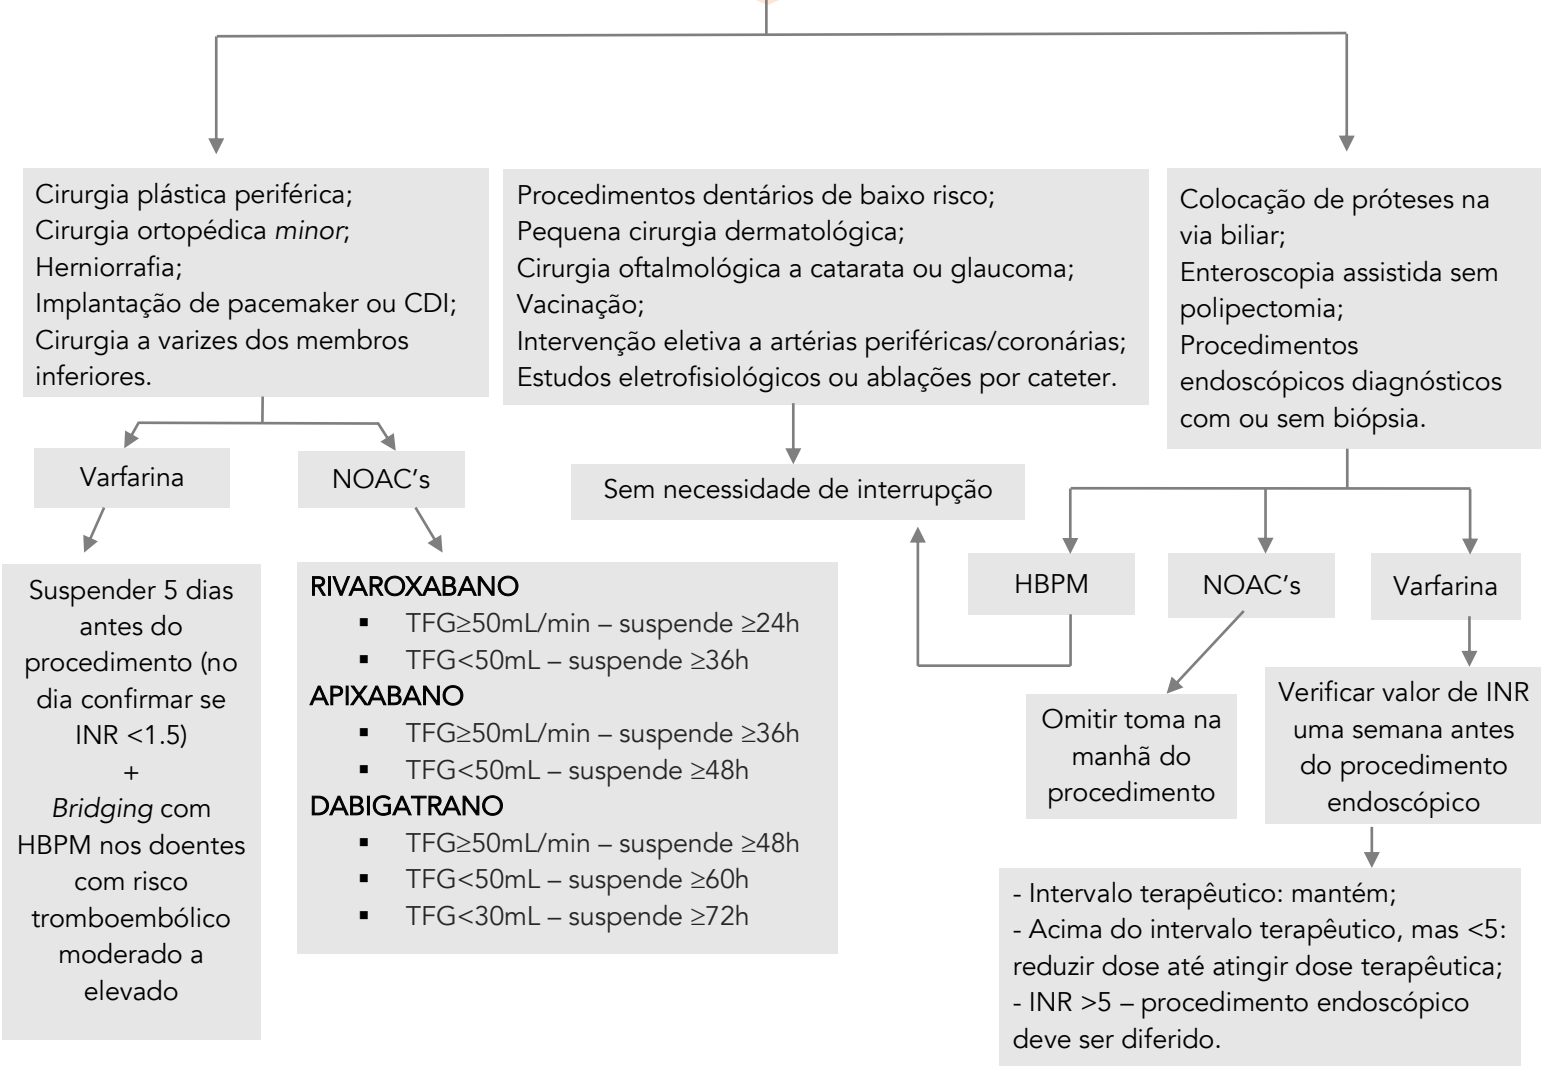 Cirurgia plástica periférica;
Cirurgia ortopédica minor;
Herniorrafia;
Implantação de pacemaker ou CDI;
Cirurgia a varizes dos membros
inferiores.
Procedimentos dentários de baixo risco;
Pequena cirurgia dermatológica;
Cirurgia oftalmológica a catarata ou glaucoma;
Vacinação;
Intervenção eletiva a artérias periféricas/coronárias;
Estudos eletrofisiológicos ou ablações por cateter.
Colocação de próteses na
via biliar;
Enteroscopia assistida sem
polipectomia;
Procedimentos
endoscópicos diagnósticos
com ou sem biópsia.
Varfarina
NOAC’s
Sem necessidade de interrupção
HBPM
NOAC’s
Varfarina
Suspender 5 dias
antes do
procedimento (no
dia confirmar se
INR <1.5)
+
Bridging com
HBPM nos doentes
com risco
tromboembólico
moderado a
elevado
RIVAROXABANO
▪ TFG≥50mL/min – suspende ≥24h
▪ TFG<50mL – suspende ≥36h
APIXABANO
▪ TFG≥50mL/min – suspende ≥36h
▪ TFG<50mL – suspende ≥48h
DABIGATRANO
▪ TFG≥50mL/min – suspende ≥48h
▪ TFG<50mL – suspende ≥60h
▪ TFG<30mL – suspende ≥72h
Omitir toma na
manhã do
procedimento
Verificar valor de INR
uma semana antes
do procedimento
endoscópico
- Intervalo terapêutico: mantém;
- Acima do intervalo terapêutico, mas <5:
reduzir dose até atingir dose terapêutica;
- INR >5 – procedimento endoscópico
deve ser diferido.